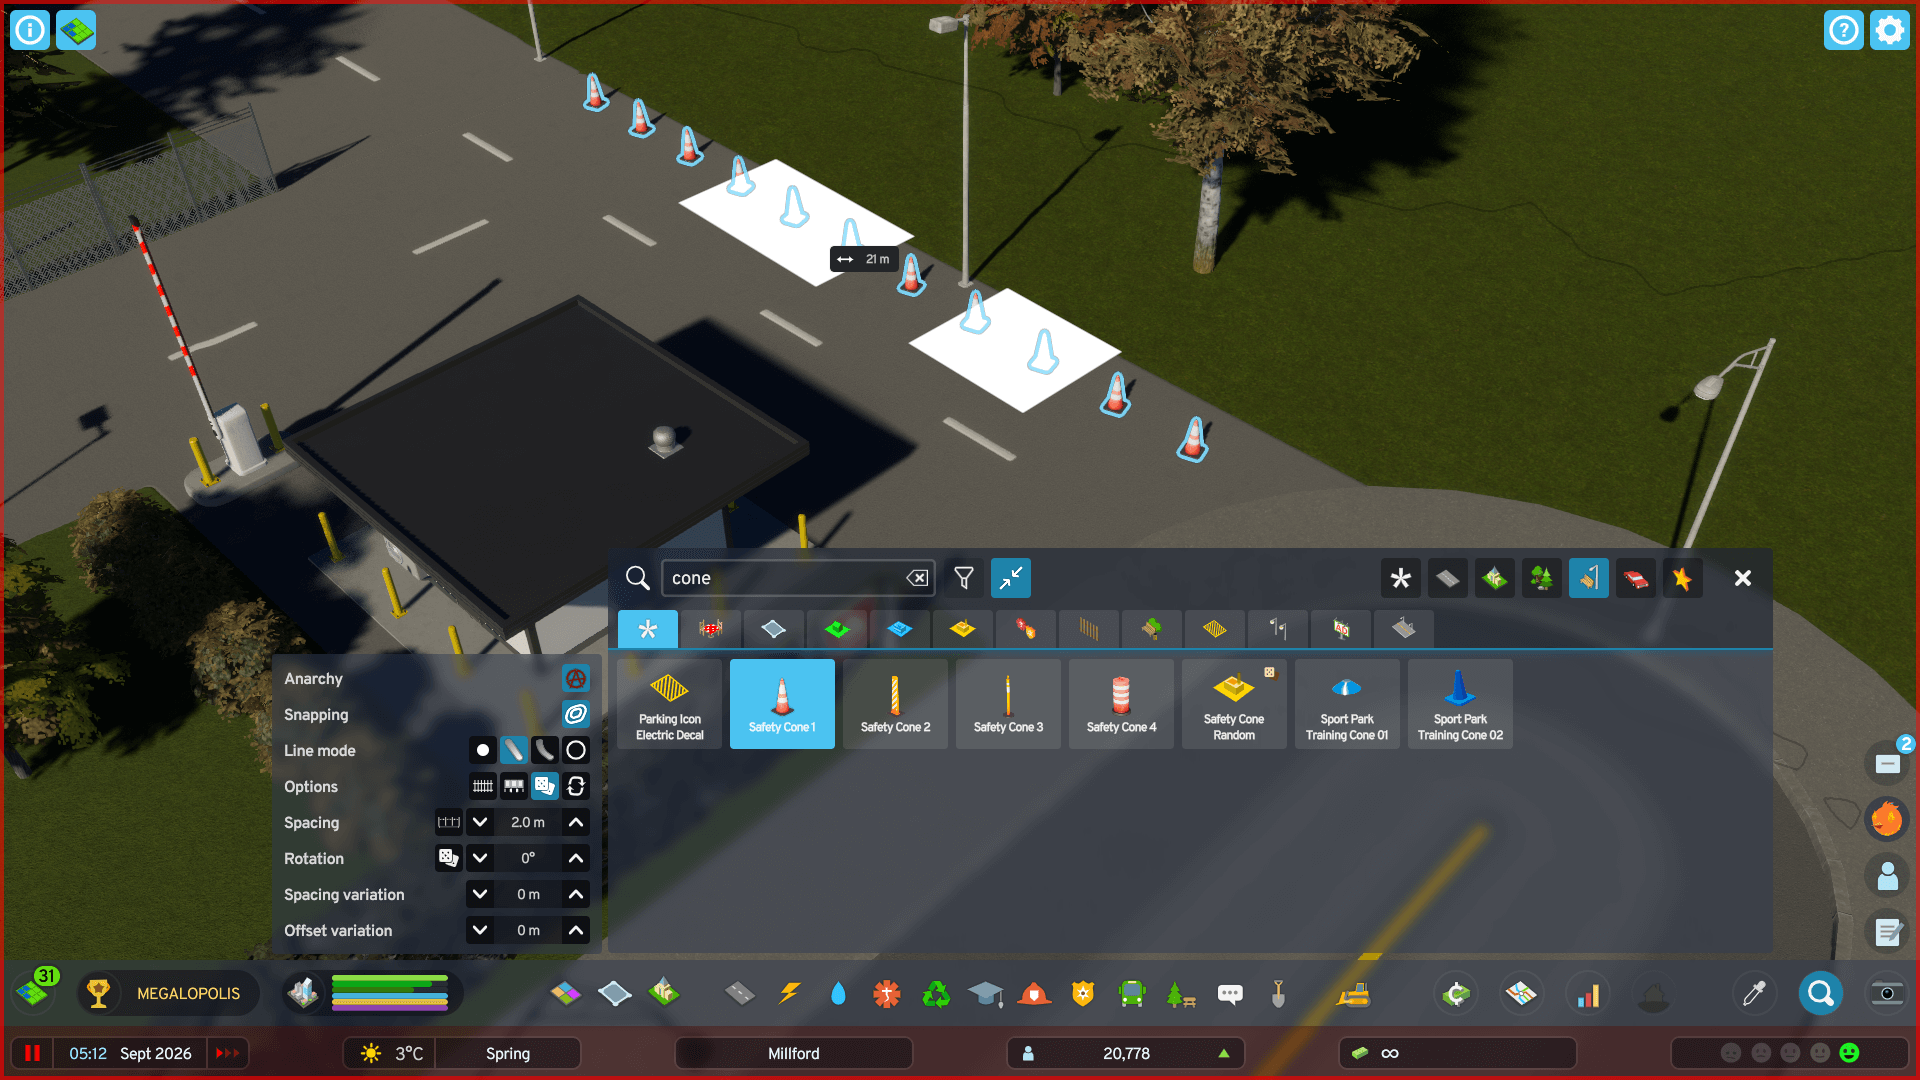 21 m
cone
Parking Icon
Electric Decal
Safety Cone 1
Safety Cone 2
Safety Cone 3
Safety Cone 4
Safety Cone
Random
Sport Park
Training Cone 01
Sport Park
Training Cone 02
Anarchy
Snapping
Line mode
Options
Spacing
2.0 m
Rotation
0°
Spacing variation
0 m
Offset variation
0 m
2
31
MEGALOPOLIS
05:12
Sept 2026
3°C
Spring
Millford
20,778
∞